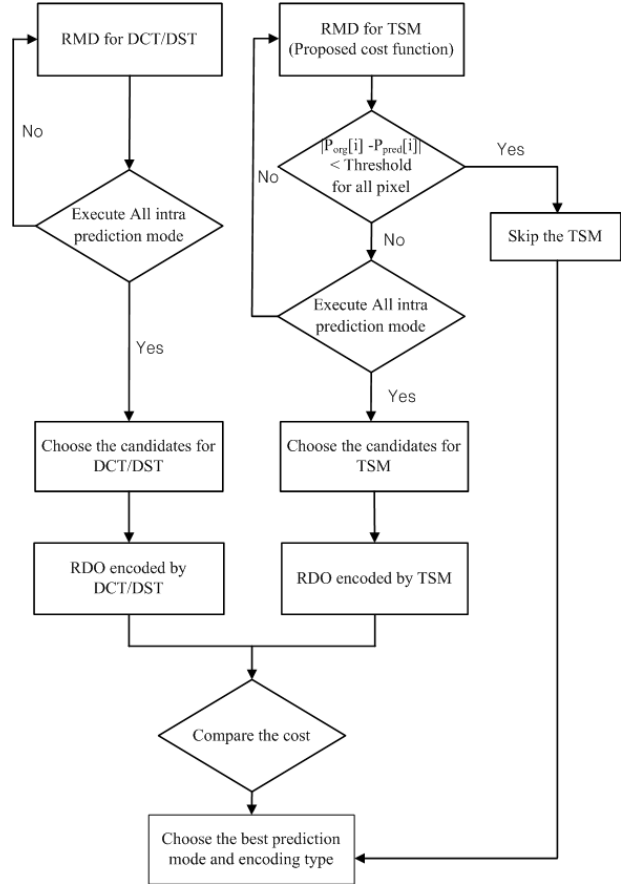 RMD for DCT/DST
No
Execute All intra
prediction mode
Yes
Choose the candidates for
DCT/DST
RDO encoded by
DCT/DST
RMD for TSM
(Proposed cost function)
|Porg[i] -Ppred[i]|
< Threshold
for all pixel
Yes
Skip the TSM
No
No
Execute All intra
prediction mode
Yes
Choose the candidates for
TSM
RDO encoded by TSM
Compare the cost
Choose the best prediction
mode and encoding type